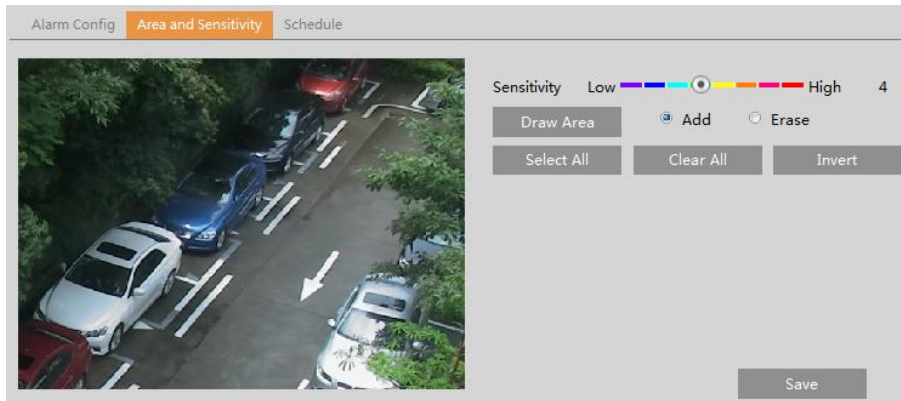 Alarm Config Area and Sensitivity Schedule
Sensitivity Low High 4
Draw Area Add Erase
Select All Clear All Invert
Save